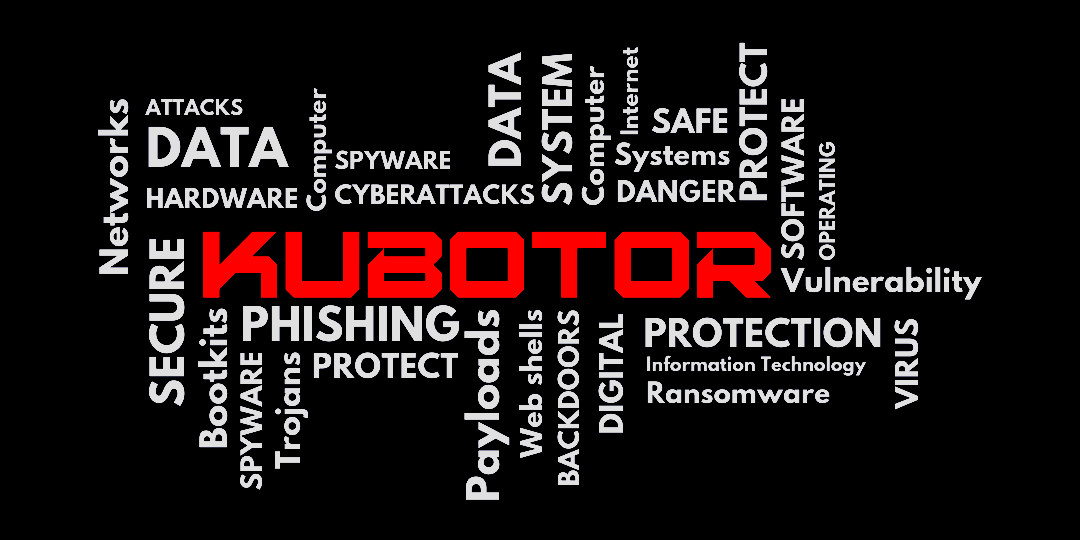 Networks
ATTACKS
DATA
HARDWARE
Computer
SPYWARE
CYBERATTACKS
DATA
SYSTEM
Computer
Internet
SAFE
Systems
DANGER
PROTECT
SOFTWARE
OPERATING
KUBOTOR
Vulnerability
SECURE
Bootkits
PHISHING
SPYWARE
Trojans
PROTECT
Payloads
Web shells
BACKDOORS
DIGITAL
PROTECTION
Information Technology
Ransomware
VIRUS